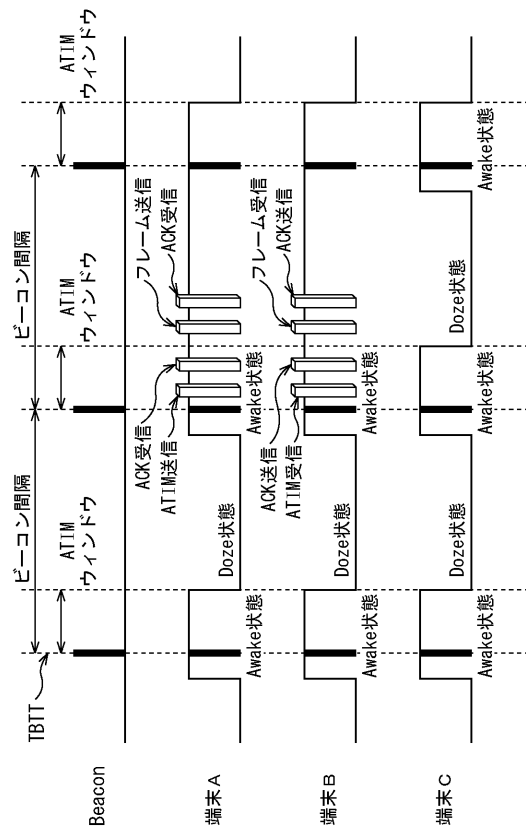 TBTT
ビーコン間隔
ビーコン間隔
ATIM
ウィンドウ
ATIM
ウィンドウ
ATIM
ウィンドウ
Beacon
端末A
Awake状態
Doze状態
ACK受信
ATIM送信
Awake状態
フレーム送信
ACK受信
端末B
Awake状態
ACK送信
ATIM受信
Awake状態
フレーム受信
ACK送信
端末C
Awake状態
Doze状態
Awake状態
Doze状態
Awake状態